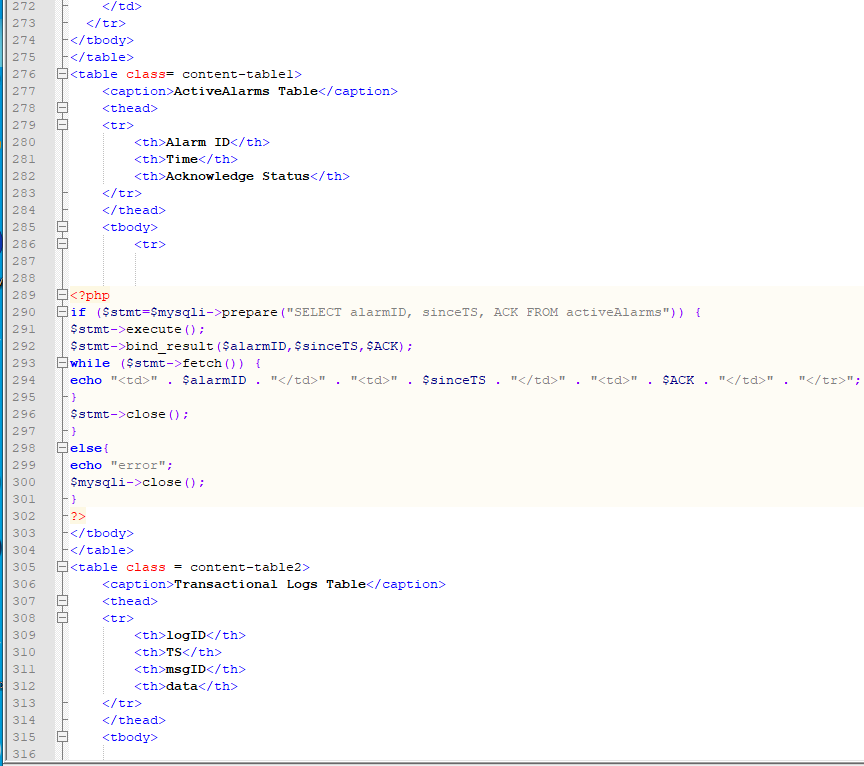 272 </td>
273 </tr>
274 </tbody>
275 </table>
276 <table class= content-table1>
277 <caption>ActiveAlarms Table</caption>
278 <thead>
279 <tr>
280 <th>Alarm ID</th>
281 <th>Time</th>
282 <th>Acknowledge Status</th>
283 </tr>
284 </thead>
285 <tbody>
286 <tr>
287
288
289 <?php
290 if ($stmt=$mysqli->prepare("SELECT alarmID, sinceTS, ACK FROM activeAlarms")) {
291 $stmt->execute();
292 $stmt->bind_result($alarmID,$sinceTS,$ACK);
293 while ($stmt->fetch()) {
294 echo "<td>" . $alarmID . "</td>" . "<td>" . $sinceTS . "</td>" . "<td>" . $ACK . "</td>" . "</tr>";
295 }
296 $stmt->close();
297 }
298 else{
299 echo "error";
300 $mysqli->close();
301 }
302 ?>
303 </tbody>
304 </table>
305 <table class = content-table2>
306 <caption>Transactional Logs Table</caption>
307 <thead>
308 <tr>
309 <th>logID</th>
310 <th>TS</th>
311 <th>msgID</th>
312 <th>data</th>
313 </tr>
314 </thead>
315 <tbody>
316